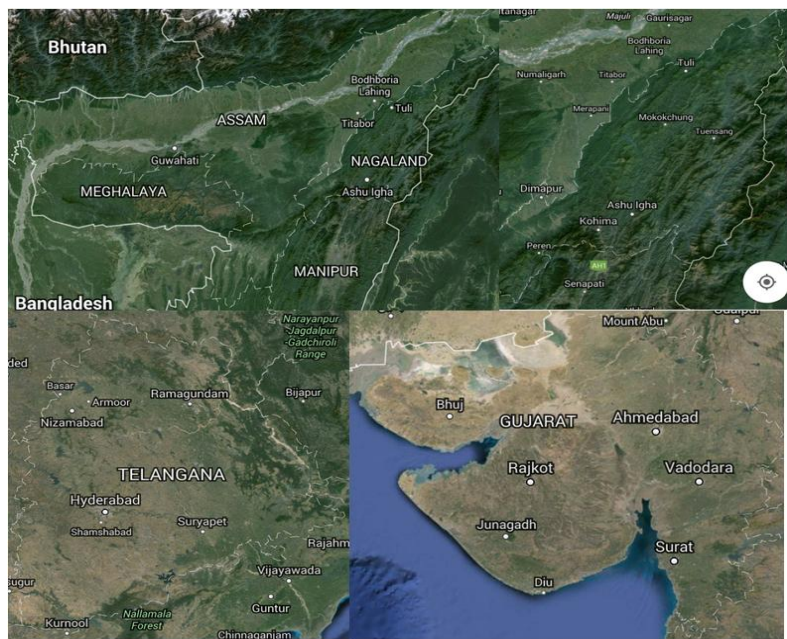 Bhutan
ASSAM
Bodhboria
Lahing
Tuli
Titabor
Guwahati
NAGALAND
MEGHALAYA
Ashu Igha
MANIPUR
Bangladesh
Majuli
Gaurisagar
Bodhboria
Lahing
Numaligarh
Titabor
Tuli
Merapani
Mokokchung
Tuensang
Dimapur
Ashu Igha
Kohima
Peren
AH1
Senapati
Narayanpur
-Jagdalpur
-Gadchiroli
Range
Basar
Armoor
Ramagundam
Bijapur
Nizamabad
TELANGANA
Hyderabad
Shamshabad
Suryapet
Rajahm
Vijayawada
Guntur
Nallamala
Forest
Kurnool
Chinnaganjam
Mount Abu
Bhuj
GUJARAT
Ahmedabad
Rajkot
Vadodara
Junagadh
Surat
Diu